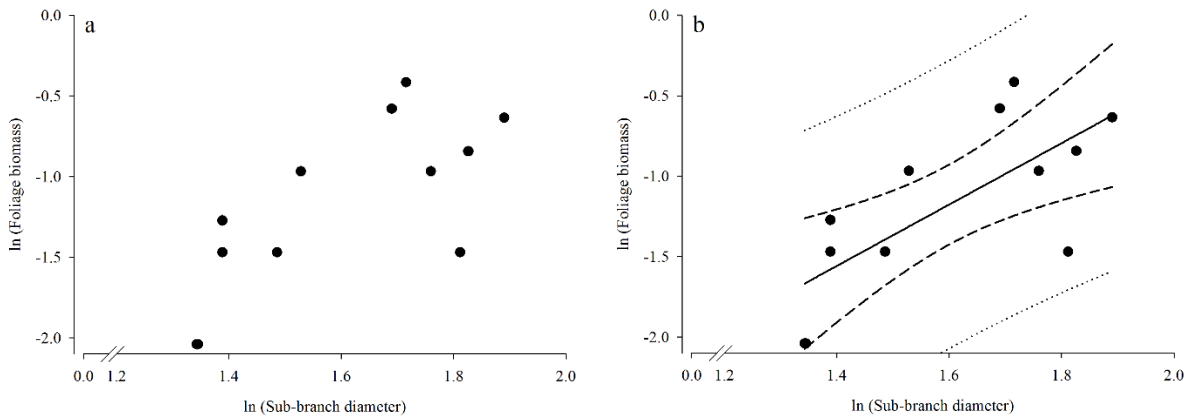 a
0.0
-0.5
-1.0
-1.5
-2.0
ln (Foliage biomass)
0.0 1.2 1.4 1.6 1.8 2.0
ln (Sub-branch diameter)
b
0.0
-0.5
-1.0
-1.5
-2.0
ln (Foliage biomass)
0.0 1.2 1.4 1.6 1.8 2.0
ln (Sub-branch diameter)